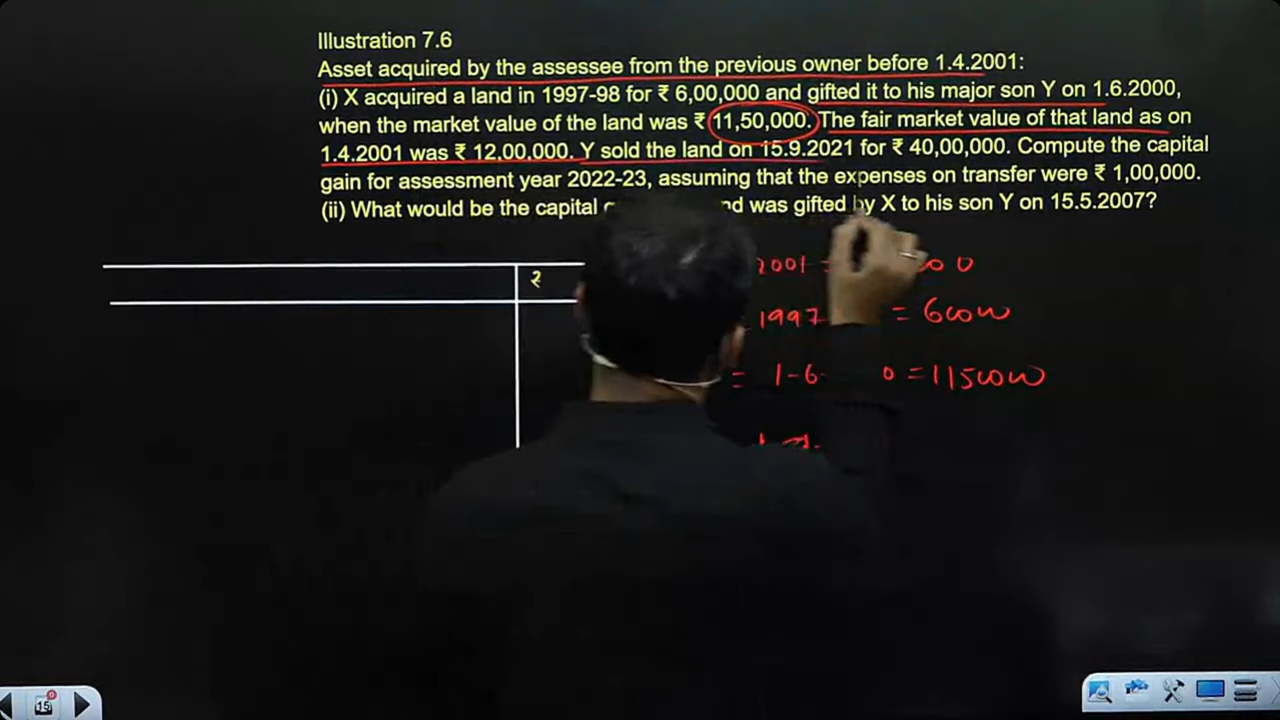 Illustration 7.6
Asset acquired by the assessee from the previous owner before 1.4.2001:
(i) X acquired a land in 1997-98 for ₹ 6,00,000 and gifted it to his major son Y on 1.6.2000,
when the market value of the land was ₹ 11,50,000. The fair market value of that land as on
1.4.2001 was ₹ 12,00,000. Y sold the land on 15.9.2021 for ₹ 40,00,000. Compute the capital
gain for assessment year 2022-23, assuming that the expenses on transfer were ₹ 1,00,000.
(ii) What would be the capital nd was gifted by X to his son Y on 15.5.2007?
₹ 2001
1997 =
= 1-6- 0 =
15